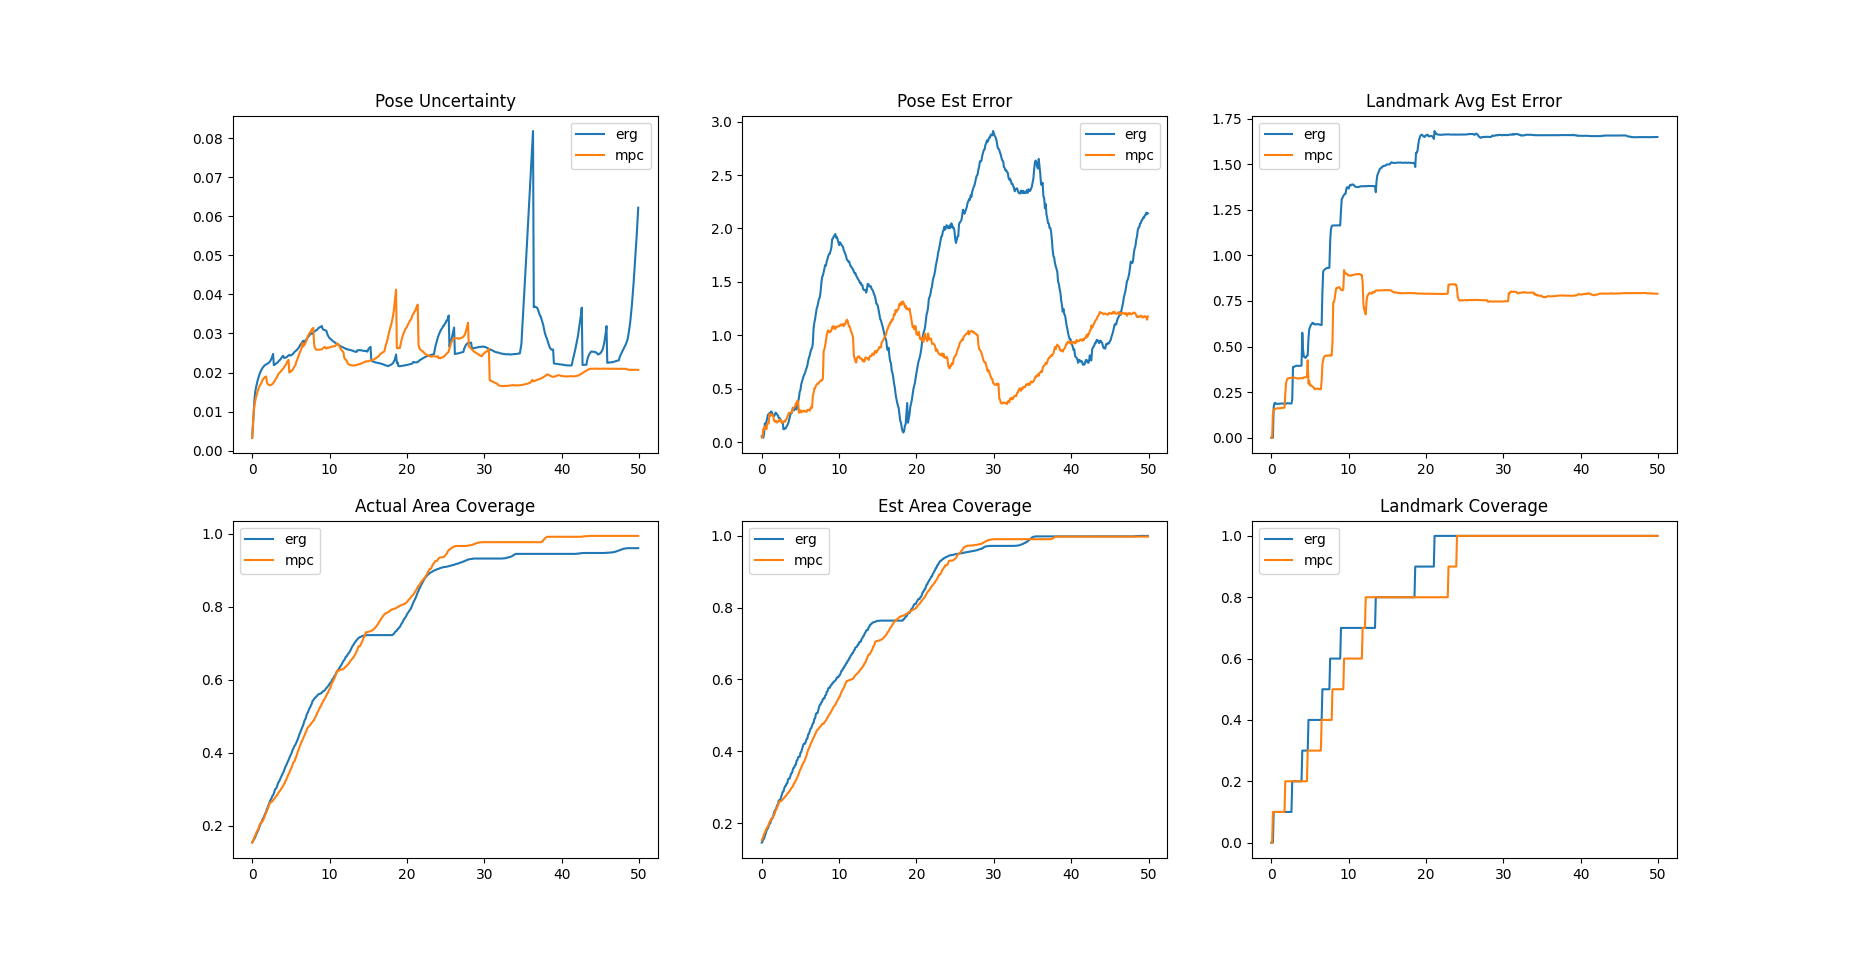 Pose Uncertainty
erg
mpc
0.08
0.07
0.06
0.05
0.04
0.03
0.02
0.01
0.00
0 10 20 30 40 50
Pose Est Error
erg
mpc
3.0
2.5
2.0
1.5
1.0
0.5
0.0
0 10 20 30 40 50
Landmark Avg Est Error
erg
mpc
1.75
1.50
1.25
1.00
0.75
0.50
0.25
0.00
0 10 20 30 40 50
Actual Area Coverage
erg
mpc
1.0
0.8
0.6
0.4
0.2
0 10 20 30 40 50
Est Area Coverage
erg
mpc
1.0
0.8
0.6
0.4
0.2
0 10 20 30 40 50
Landmark Coverage
erg
mpc
1.0
0.8
0.6
0.4
0.2
0.0
0 10 20 30 40 50